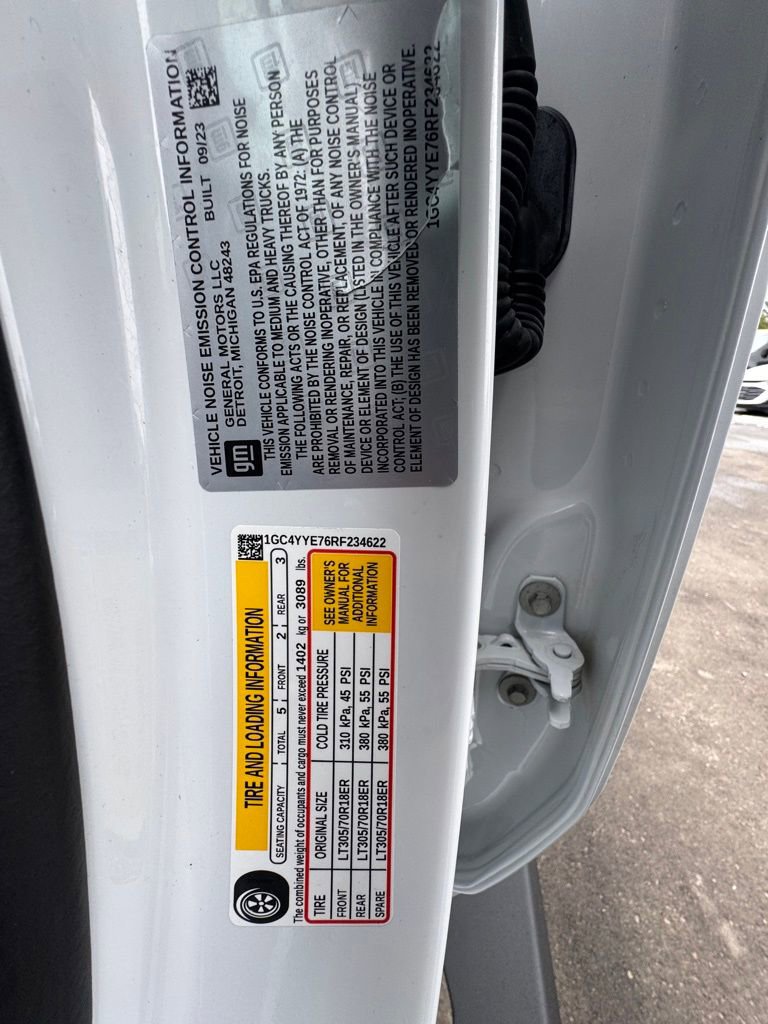 VEHICLE NOISE EMISSION CONTROL INFORMATION
GENERAL MOTORS LLC BUILT 09/23
DETROIT, MICHIGAN 48243
gm
THIS VEHICLE CONFORMS TO U.S. EPA REGULATIONS FOR NOISE
EMISSION APPLICABLE TO MEDIUM AND HEAVY TRUCKS.
THE FOLLOWING ACTS OR THE CAUSING THEREOF BY ANY PERSON
ARE PROHIBITED BY THE NOISE CONTROL ACT OF 1972: (A) THE
REMOVAL OR RENDERING INOPERATIVE, OTHER THAN FOR PURPOSES
OF MAINTENANCE, REPAIR, OR REPLACEMENT, OF ANY NOISE CONTROL
DEVICE OR ELEMENT OF DESIGN (LISTED IN THE OWNER'S MANUAL)
INCORPORATED INTO THIS VEHICLE IN COMPLIANCE WITH THE NOISE
CONTROL ACT, (B) THE USE OF THIS VEHICLE AFTER SUCH DEVICE OR
ELEMENT OF DESIGN HAS BEEN REMOVED OR RENDERED INOPERATIVE.
1GC4YYE76RF234622
1GC4YYE76RF234622
TIRE AND LOADING INFORMATION
SEATING CAPACITY TOTAL 5 FRONT 2 REAR 3
The combined weight of occupants and cargo must never exceed 1402 kg or 3089 lbs.
TIRE ORIGINAL SIZE COLD TIRE PRESSURE
FRONT LT305/70R18ER 310 kPa, 45 PSI
REAR LT305/70R18ER 380 kPa, 55 PSI
SPARE LT305/70R18ER 380 kPa, 55 PSI
SEE OWNER'S
MANUAL FOR
ADDITIONAL
INFORMATION